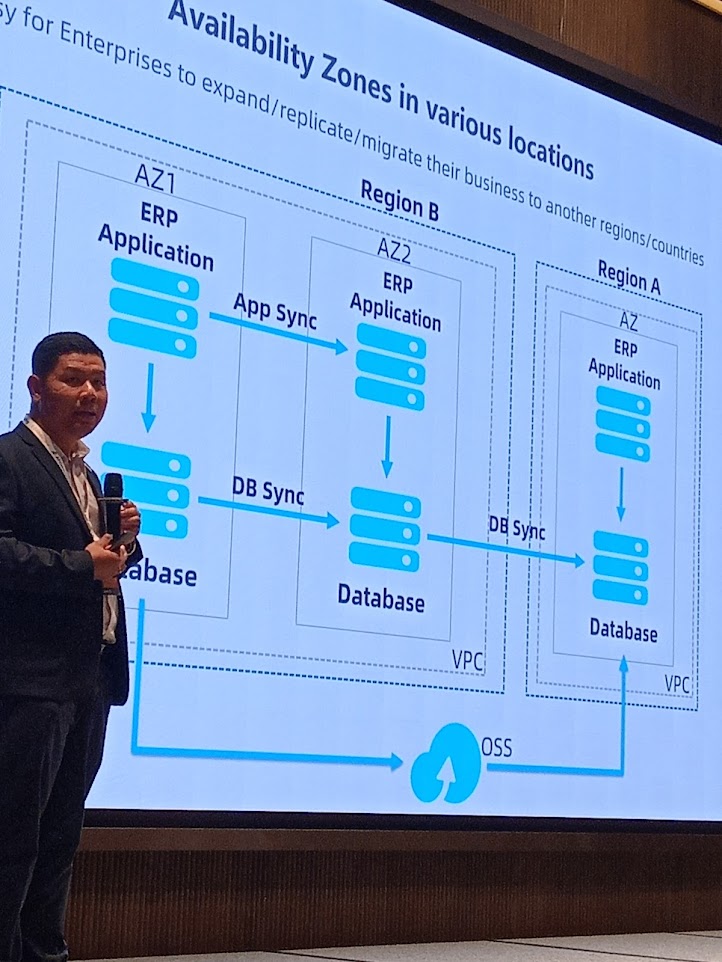 Availability Zones in various locations
for Enterprises to expand/replicate/migrate their business to another regions/countries
Region B
Region A
AZ1
AZ2
AZ
ERP
Application
ERP
Application
ERP
Application
App Sync
DB Sync
DB Sync
Database
Database
VPC
VPC
OSS